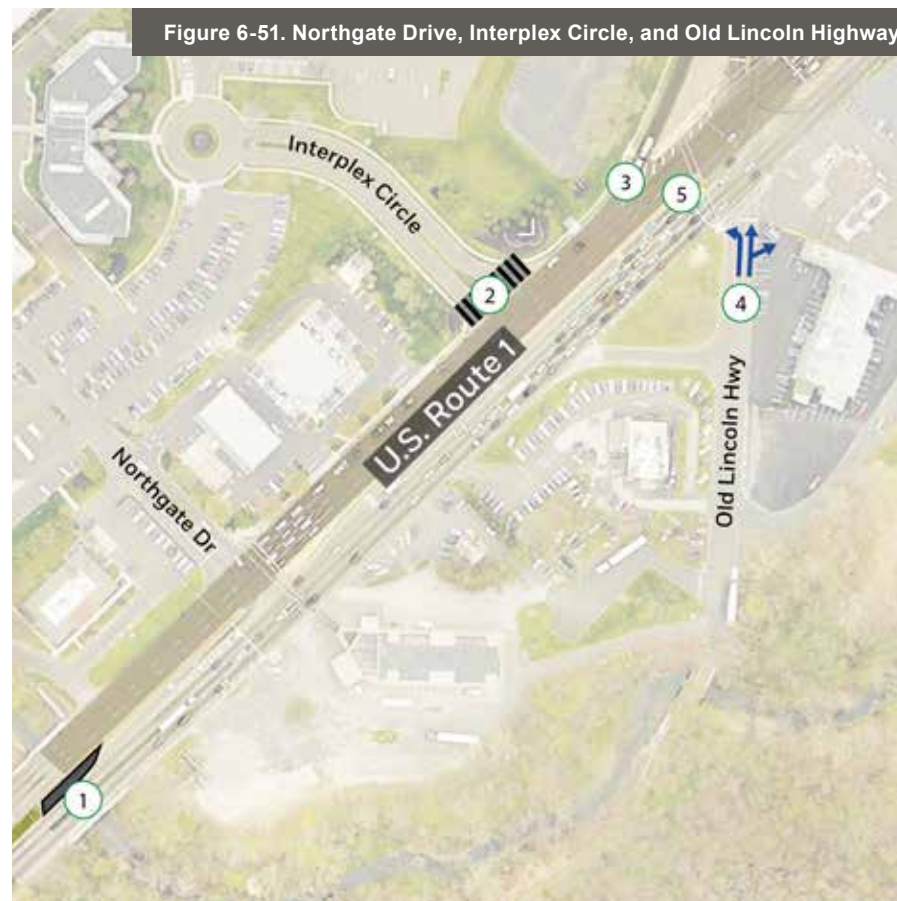 Figure 6-51. Northgate Drive, Interplex Circle, and Old Lincoln Highway
Interplex Circle
3
5
2
4
U.S. Route 1
Old Lincoln Hwy
Northgate Dr
1